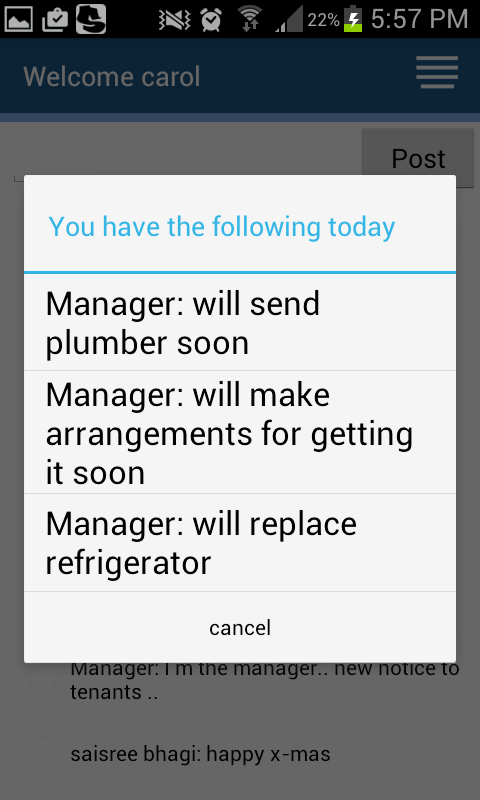 22% 5:57 PM
Welcome carol
Post
You have the following today
Manager: will send
plumber soon
Manager: will make
arrangements for getting
it soon
Manager: will replace
refrigerator
cancel
Manager: I'm the manager.. new notice to
tenants ..
saisree bhagi: happy x-mas